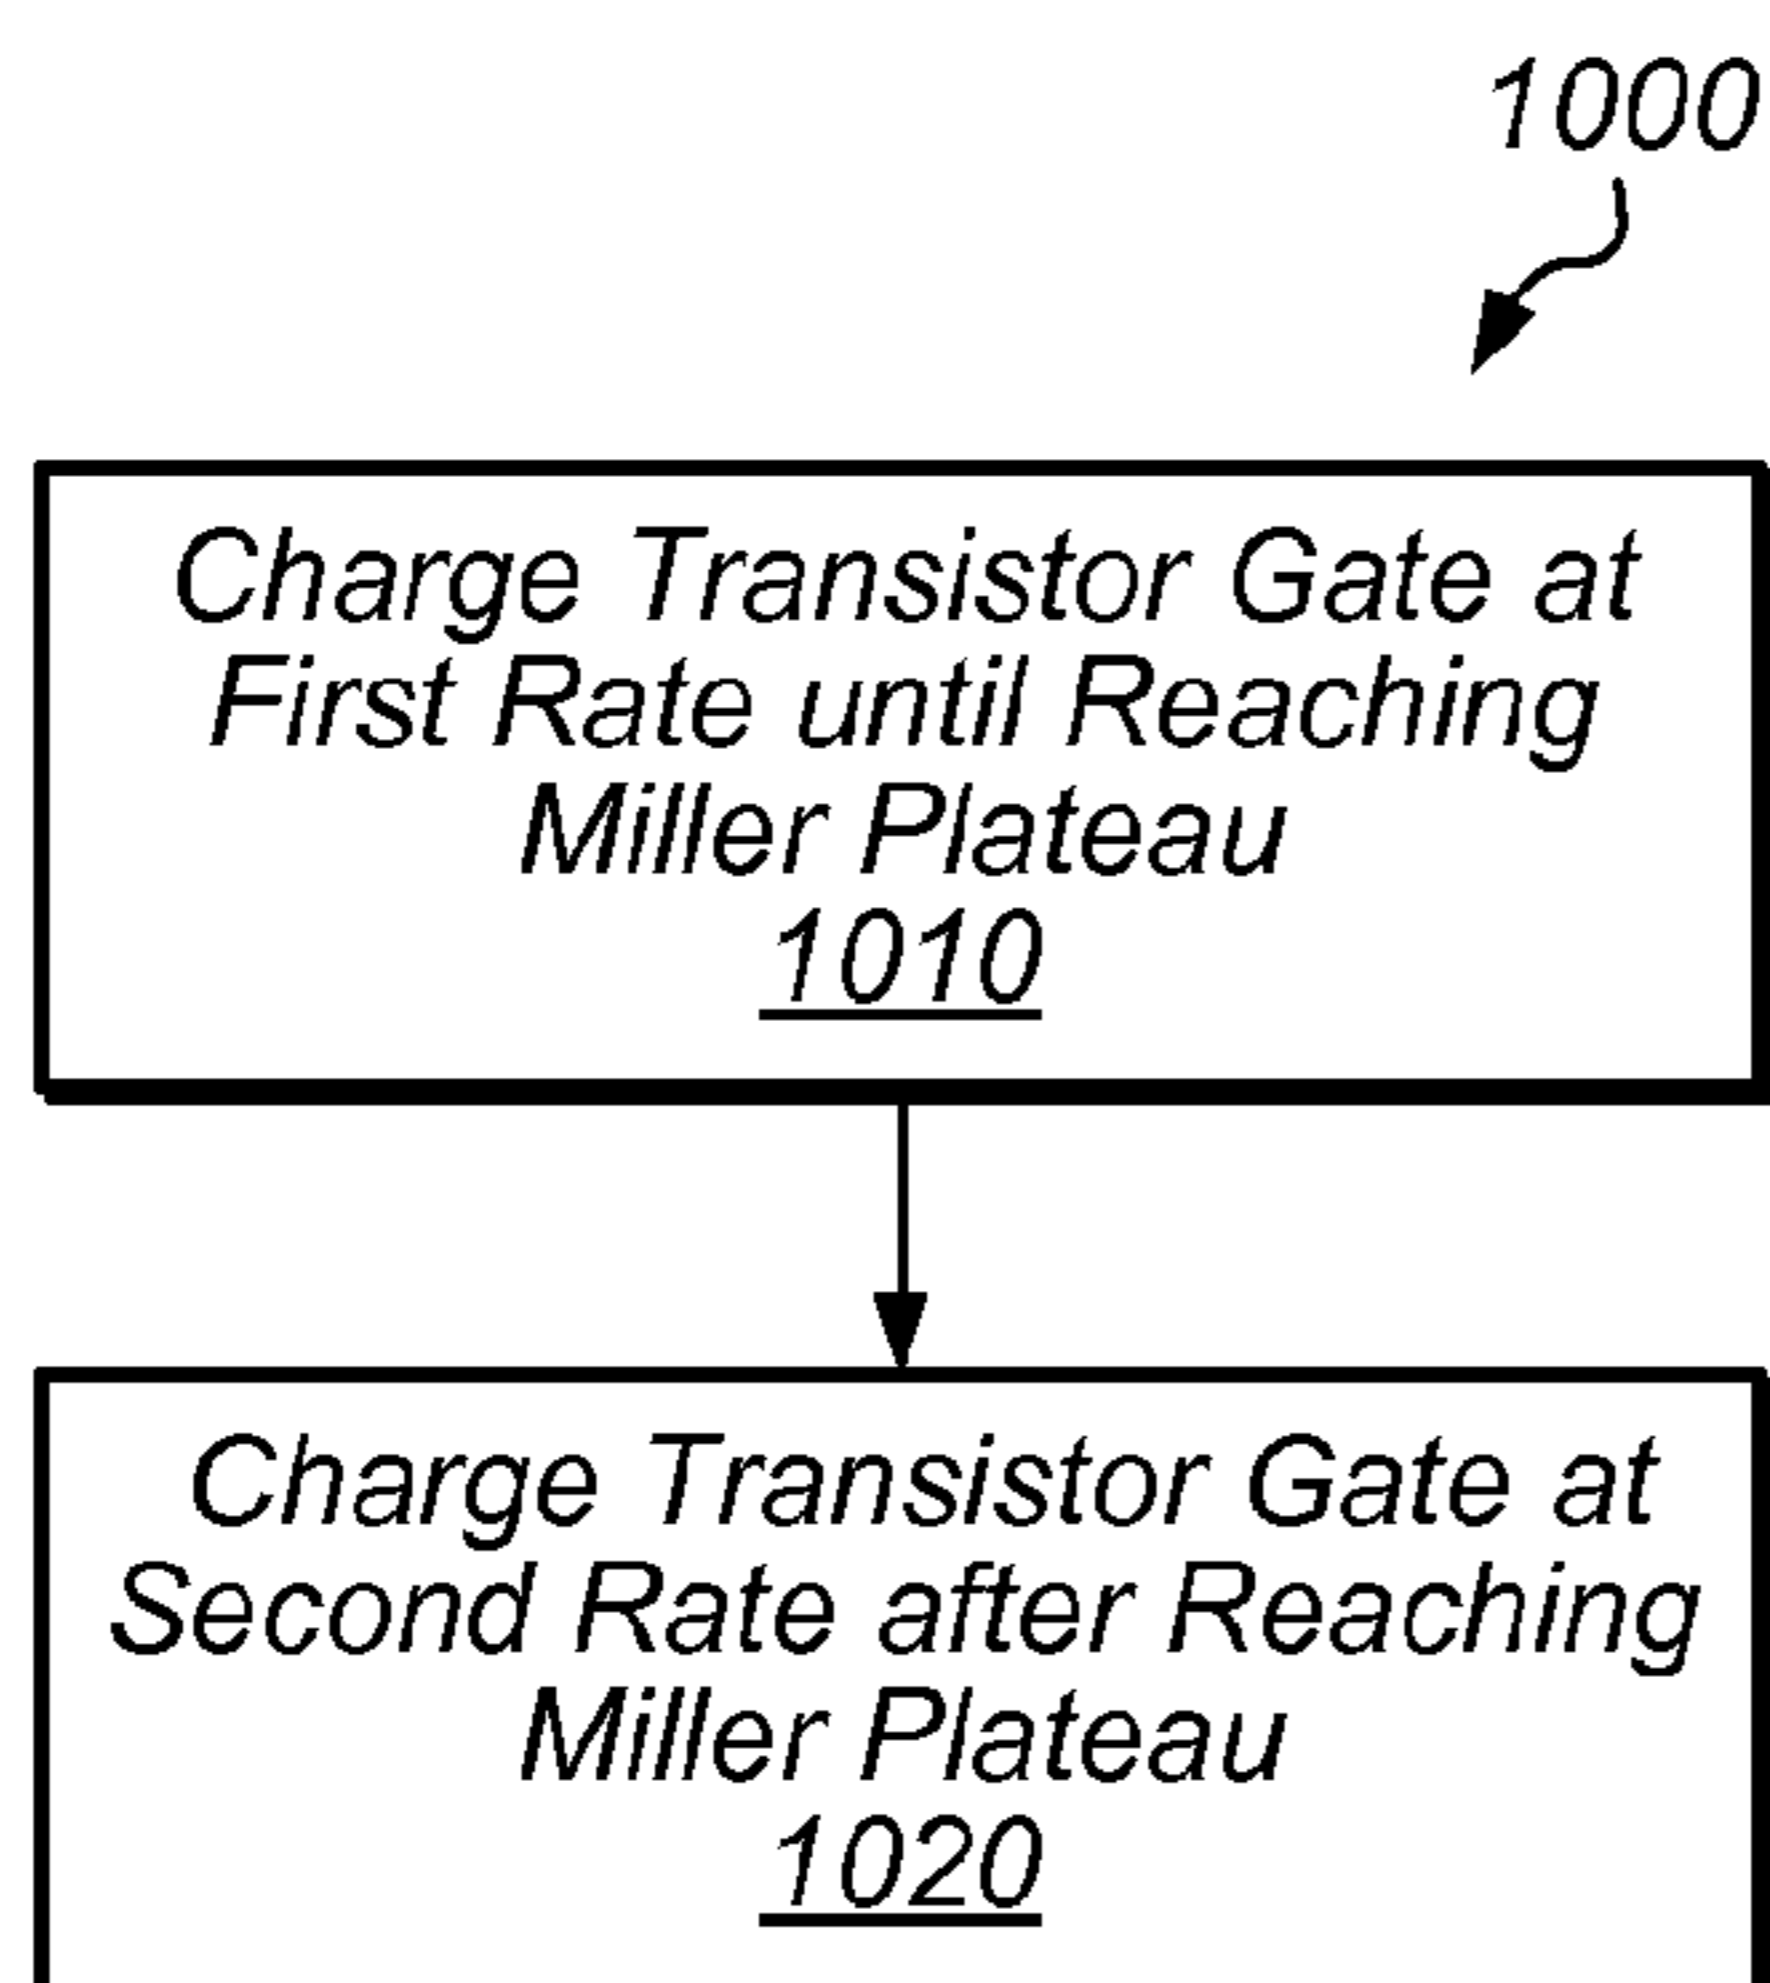 1000
Charge Transistor Gate at
First Rate until Reaching
Miller Plateau
1010
Charge Transistor Gate at
Second Rate after Reaching
Miller Plateau
1020